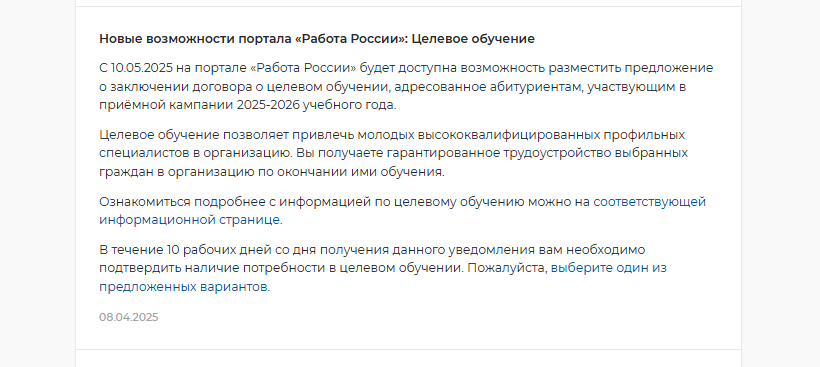 Новые возможности портала «Работа России»: Целевое обучение
С 10.05.2025 на портале «Работа России» будет доступна возможность разместить предложение
о заключении договора о целевом обучении, адресованное абитуриентам, участвующим в
приёмной кампании 2025-2026 учебного года.
Целевое обучение позволяет привлечь молодых высококвалифицированных профильных
специалистов в организацию. Вы получаете гарантированное трудоустройство выбранных
граждан в организацию по окончании ими обучения.
Ознакомиться подробнее с информацией по целевому обучению можно на соответствующей
информационной странице.
В течение 10 рабочих дней со дня получения данного уведомления вам необходимо
подтвердить наличие потребности в целевом обучении. Пожалуйста, выберите один из
предложенных вариантов.
08.04.2025